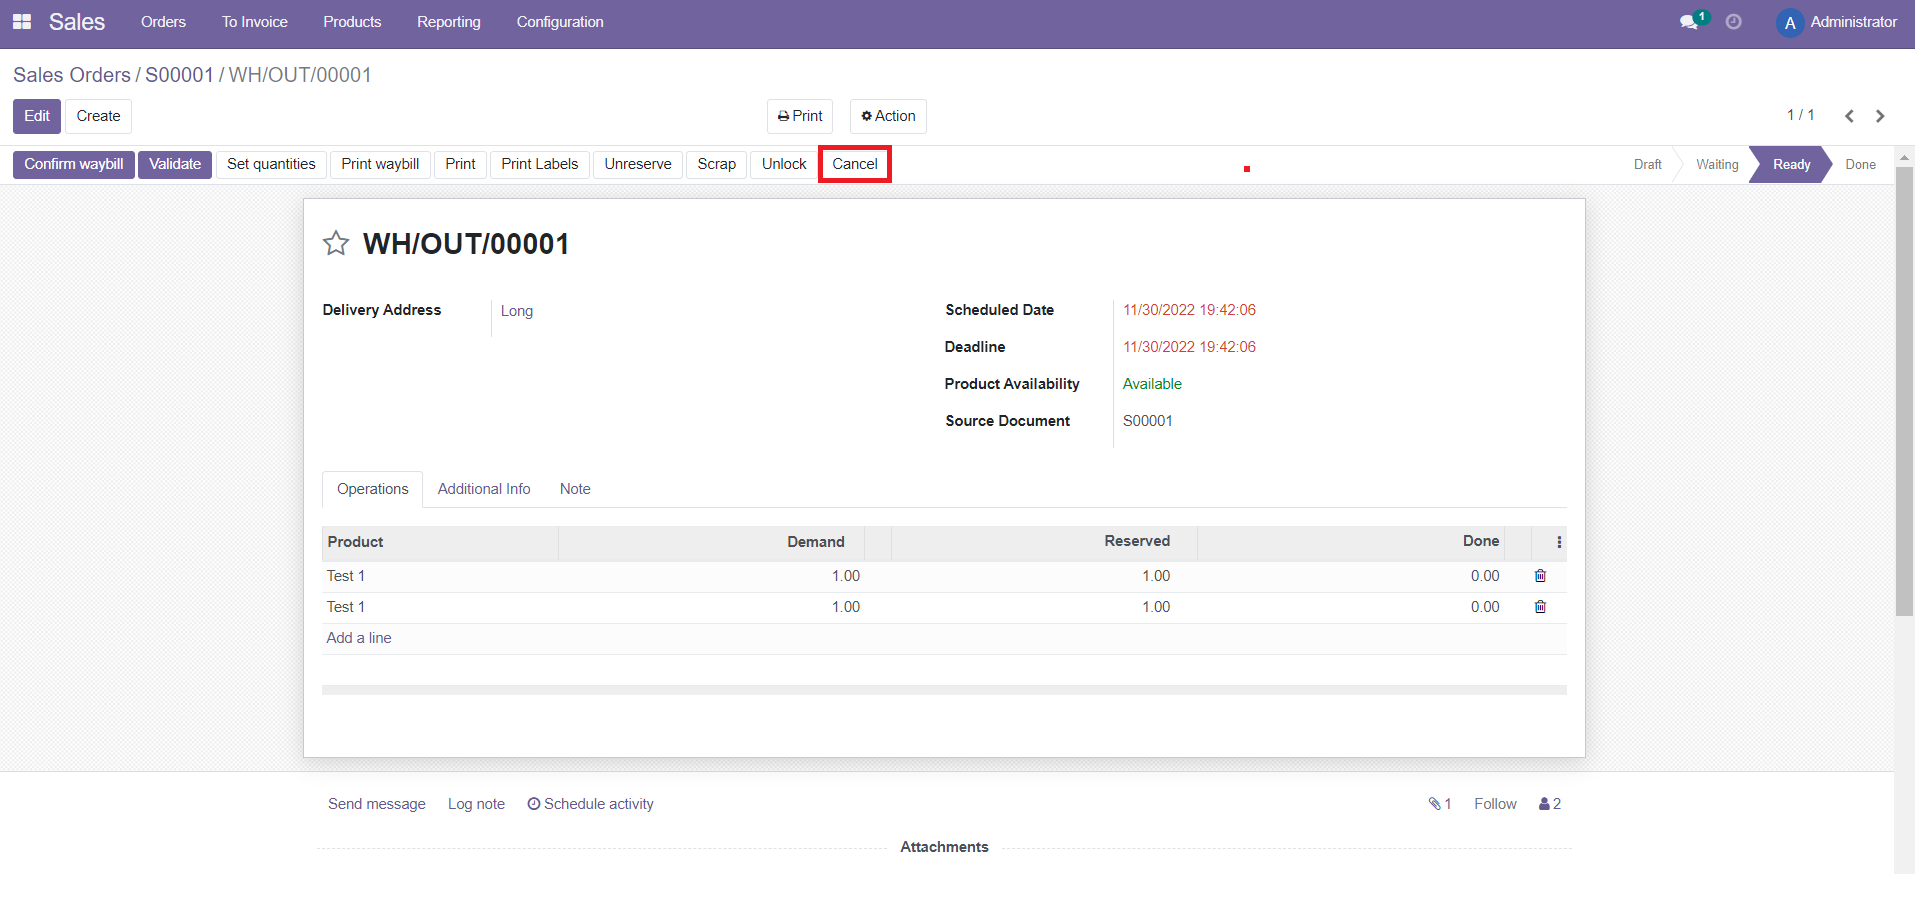 Sales Orders To Invoice Products Reporting Configuration 1 A Administrator
Sales Orders / S00001 / WH/OUT/00001
Edit Create Print Action 1 / 1
Confirm waybill Validate Set quantities Print waybill Print Print Labels Unreserve Scrap Unlock Cancel Draft Waiting Ready Done
WH/OUT/00001
Delivery Address Long Scheduled Date 11/30/2022 19:42:06
Deadline 11/30/2022 19:42:06
Product Availability Available
Source Document S00001
Operations Additional Info Note
Product Demand Reserved Done
Test 1 1.00 1.00 0.00
Test 1 1.00 1.00 0.00
Add a line
Send message Log note Schedule activity 1 Follow 2
Attachments